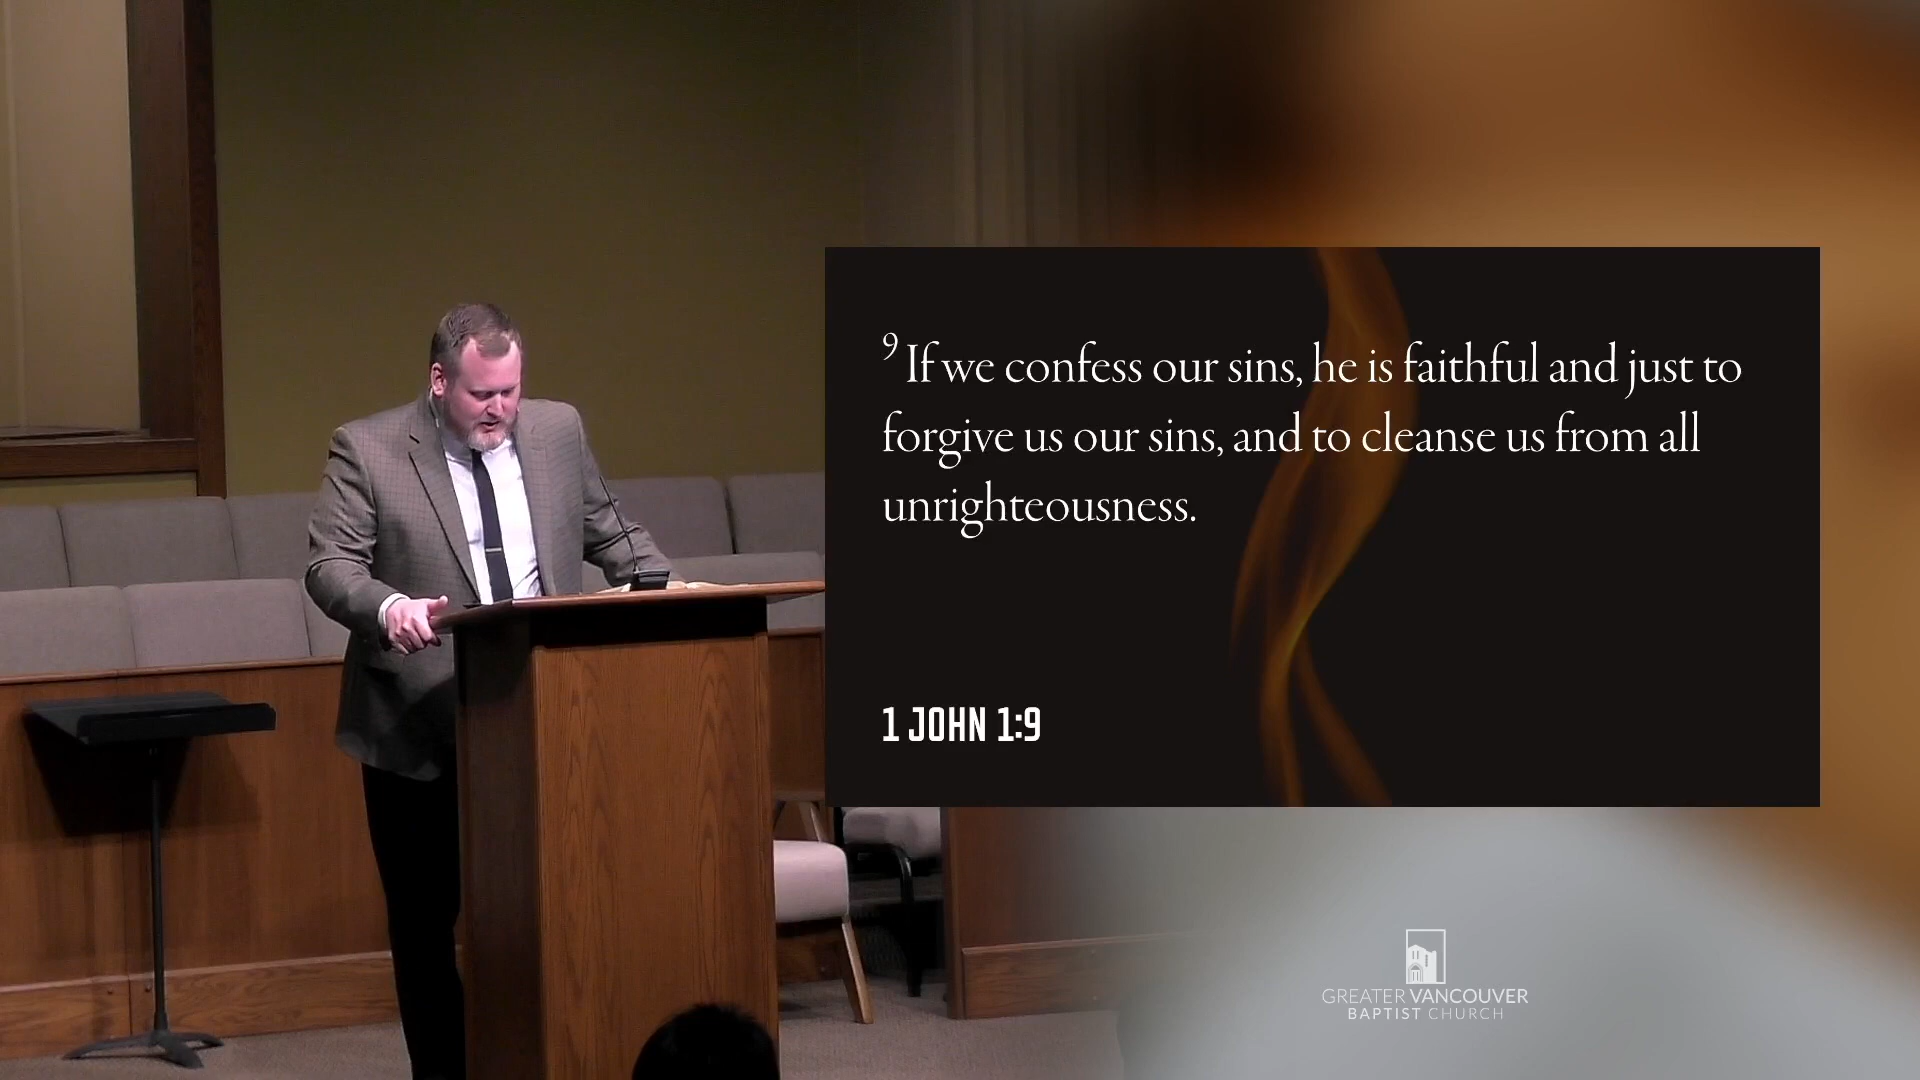 9 If we confess our sins, he is faithful and just to
forgive us our sins, and to cleanse us from all
unrighteousness.
1 JOHN 1:9
GREATER VANCOUVER
BAPTIST CHURCH